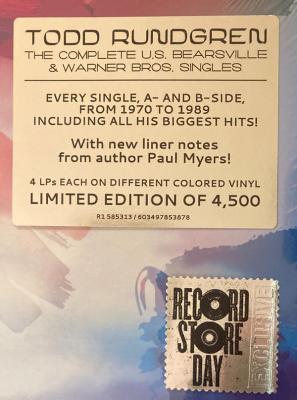 TODD RUNDGREN
THE COMPLETE U.S. BEARSVILLE
& WARNER BROS. SINGLES
EVERY SINGLE, A- AND B-SIDE,
FROM 1970 TO 1989
INCLUDING ALL HIS BIGGEST HITS!
With new liner notes
from author Paul Myers!
4 LPs EACH ON DIFFERENT COLORED VINYL
LIMITED EDITION OF 4,500
R1 585313 / 603497853878
RECORD
STORE
DAY
EXCLUSIVE